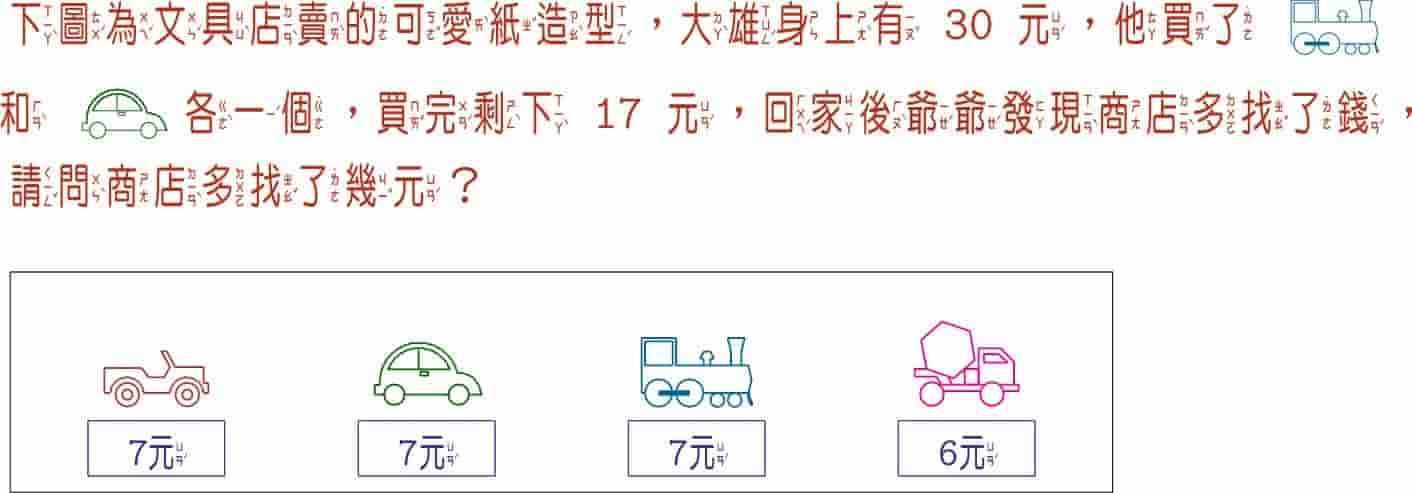 下圖為文具店賣的可愛紙造型，大雄身上有 30 元，他買了
和 各一個，買完剩下 17 元，回家後爺爺發現商店多找了錢，
請問商店多找了幾元？
7元 7元 7元 6元